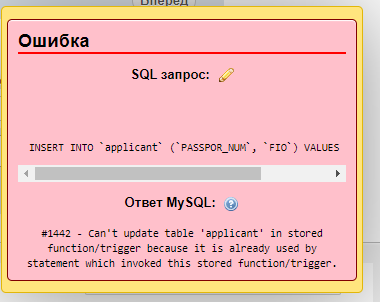 Вперед
Ошибка
SQL запрос:
INSERT INTO `applicant` (`PASSPOR_NUM`, `FIO`) VALUES
Ответ MySQL:
#1442 - Can't update table 'applicant' in stored
function/trigger because it is already used by
statement which invoked this stored function/trigger.